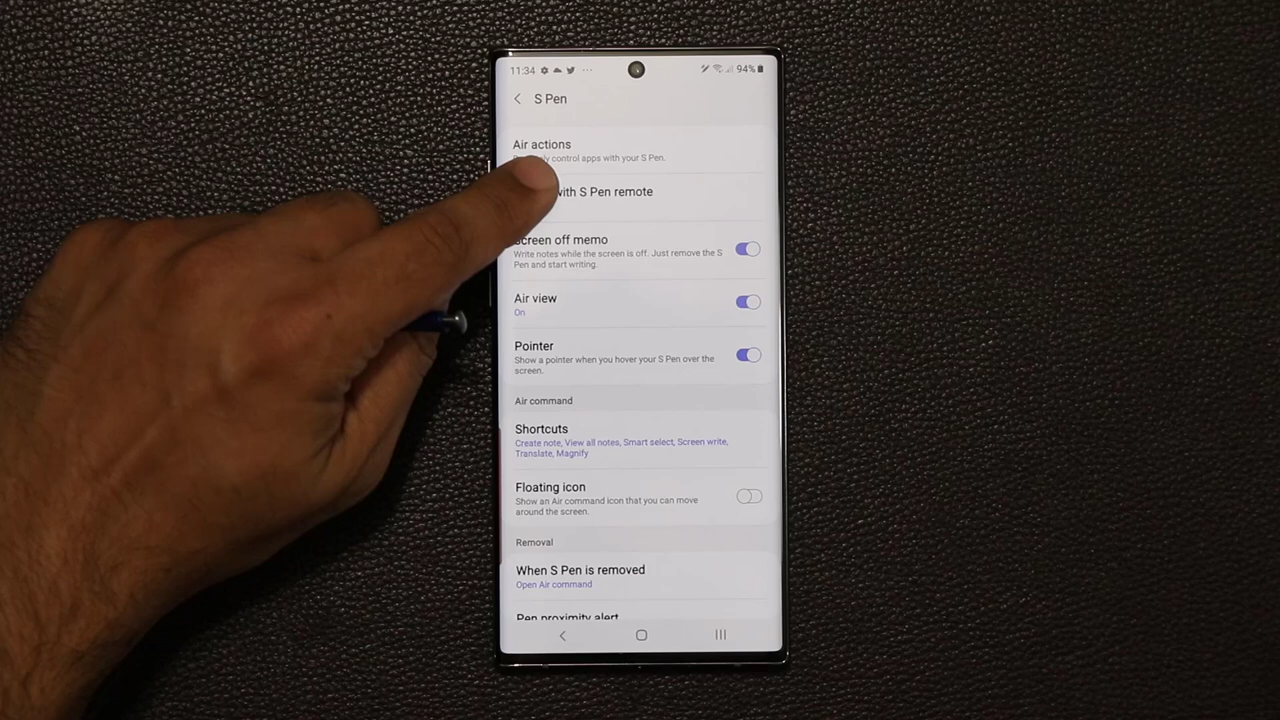 11:34 94%
S Pen
Air actions
control apps with your S Pen.
with S Pen remote
Screen off memo
Write notes while the screen is off. Just remove the S
Pen and start writing.
Air view
On
Pointer
Show a pointer when you hover your S Pen over the
screen.
Air command
Shortcuts
Create note, View all notes, Smart select, Screen write,
Translate, Magnify
Floating icon
Show an Air command icon that you can move
around the screen.
Removal
When S Pen is removed
Open Air command
Pen proximity alert